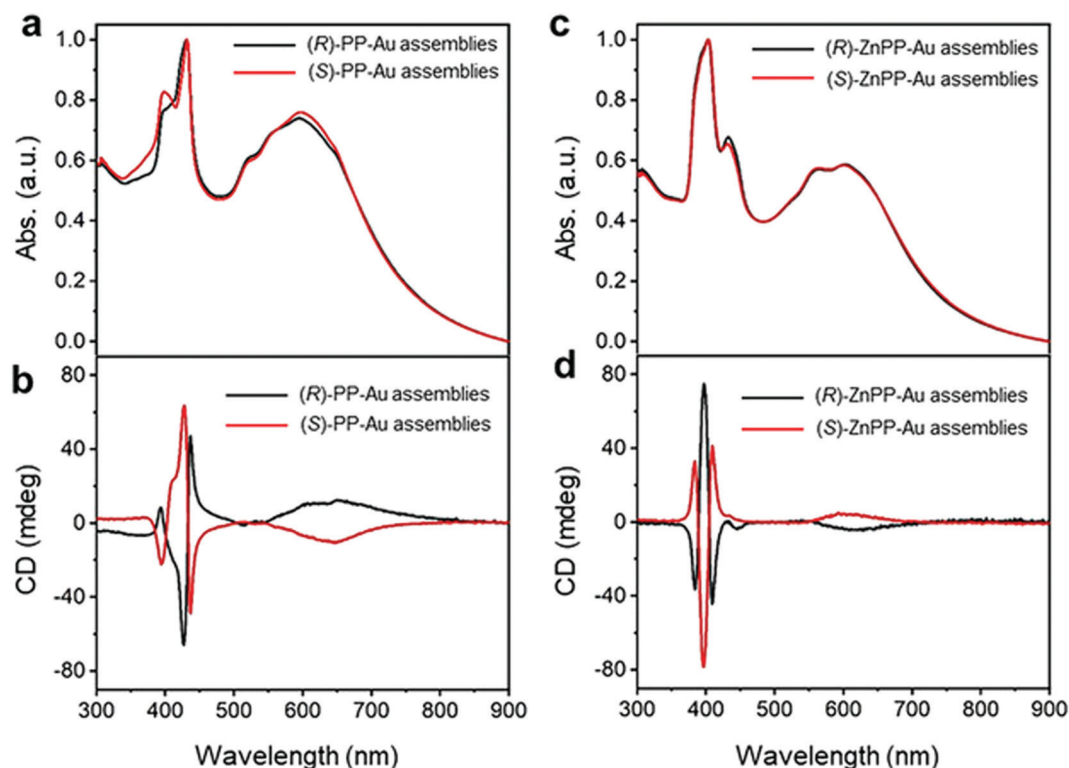 a
(R)-PP-Au assemblies
(S)-PP-Au assemblies
1.0
0.8
0.6
0.4
0.2
0.0
Abs. (a.u.)
b
(R)-PP-Au assemblies
(S)-PP-Au assemblies
80
40
0
-40
-80
CD (mdeg)
300 400 500 600 700 800 900
Wavelength (nm)
c
(R)-ZnPP-Au assemblies
(S)-ZnPP-Au assemblies
1.0
0.8
0.6
0.4
0.2
0.0
Abs. (a.u.)
d
(R)-ZnPP-Au assemblies
(S)-ZnPP-Au assemblies
80
40
0
-40
-80
CD (mdeg)
300 400 500 600 700 800 900
Wavelength (nm)